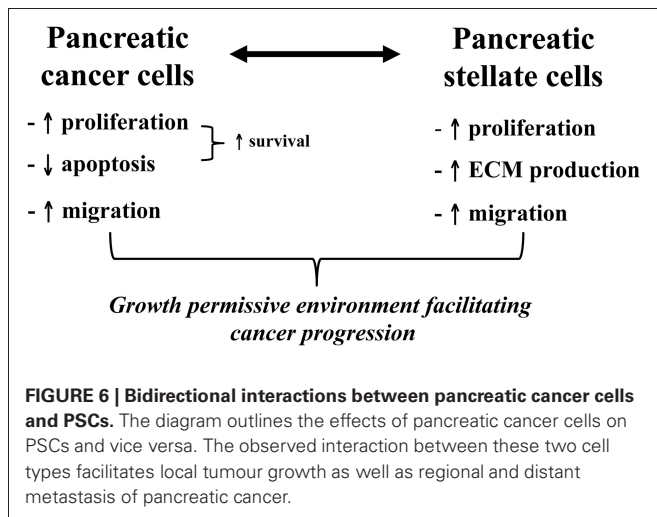 Pancreatic cancer cells
Pancreatic stellate cells
- ↑ proliferation
- ↓ apoptosis
↑ survival
- ↑ migration
- ↑ proliferation
- ↑ ECM production
- ↑ migration
Growth permissive environment facilitating
cancer progression
FIGURE 6 | Bidirectional interactions between pancreatic cancer cells
and PSCs. The diagram outlines the effects of pancreatic cancer cells on
PSCs and vice versa. The observed interaction between these two cell
types facilitates local tumour growth as well as regional and distant
metastasis of pancreatic cancer.